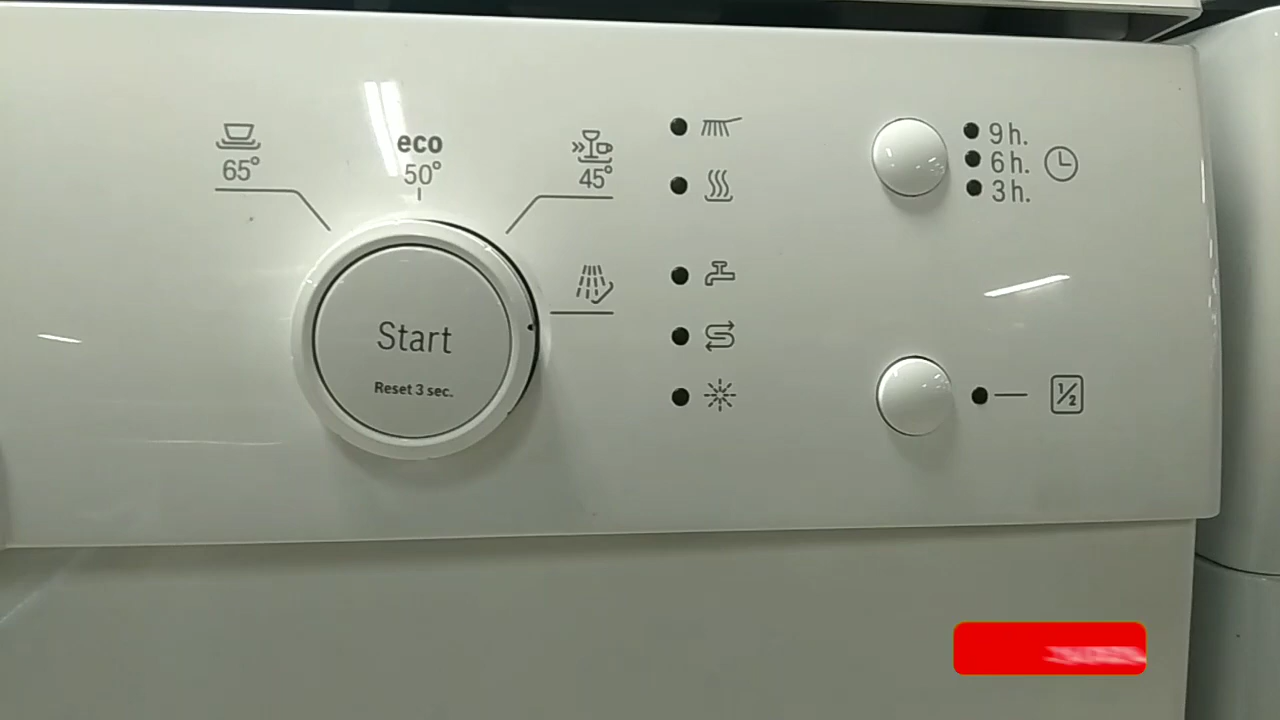 65°
eco
50°
45°
Start
Reset 3 sec.
9 h.
6 h.
3 h.
1/2